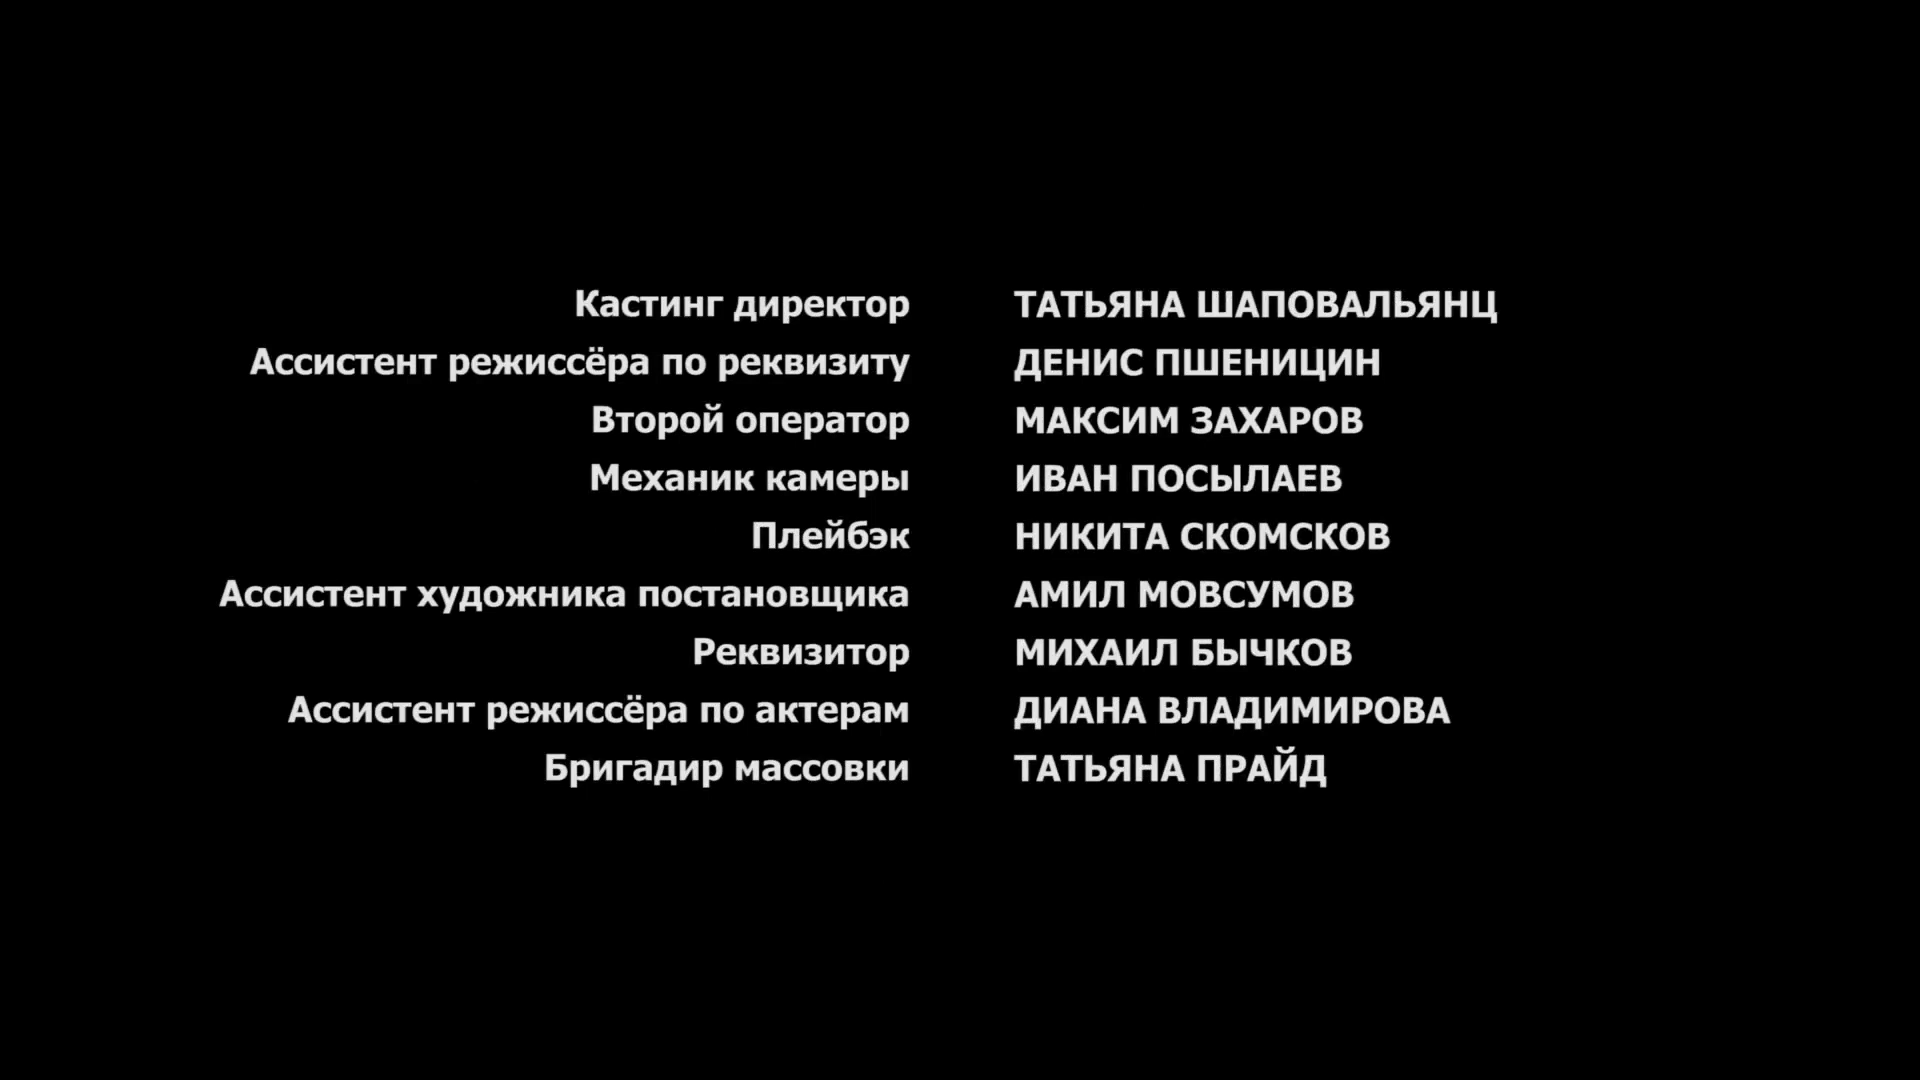 Кастинг директор ТАТЬЯНА ШАПОВАЛЬЯНЦ
Ассистент режиссёра по реквизиту ДЕНИС ПШЕНИЦИН
Второй оператор МАКСИМ ЗАХАРОВ
Механик камеры ИВАН ПОСЫЛАЕВ
Плейбэк НИКИТА СКОМСКОВ
Ассистент художника постановщика АМИЛ МОВСУМОВ
Реквизитор МИХАИЛ БЫЧКОВ
Ассистент режиссёра по актерам ДИАНА ВЛАДИМИРОВА
Бригадир массовки ТАТЬЯНА ПРАЙД